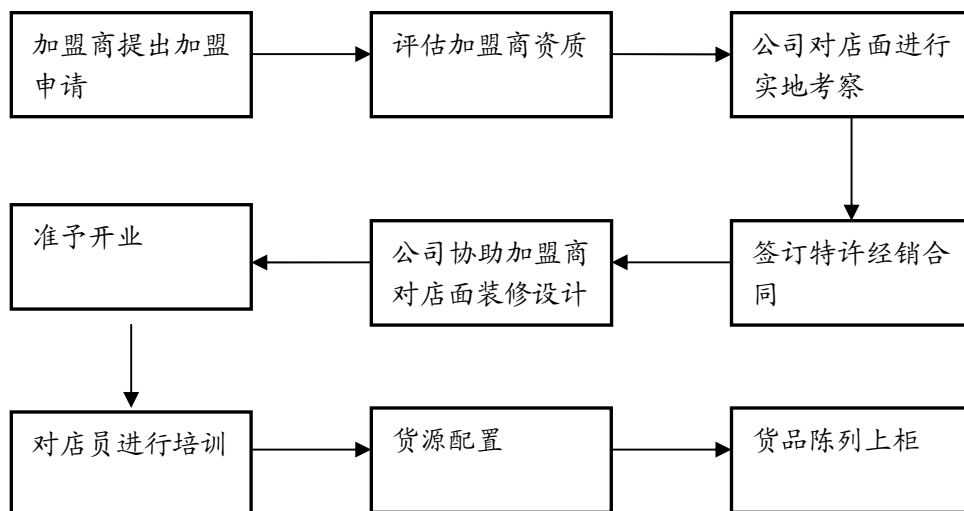 加盟商提出加盟
申请
评估加盟商资质
公司对店面进行
实地考察
签订特许经销合
同
公司协助加盟商
对店面装修设计
准予开业
对店员进行培训
货源配置
货品陈列上柜